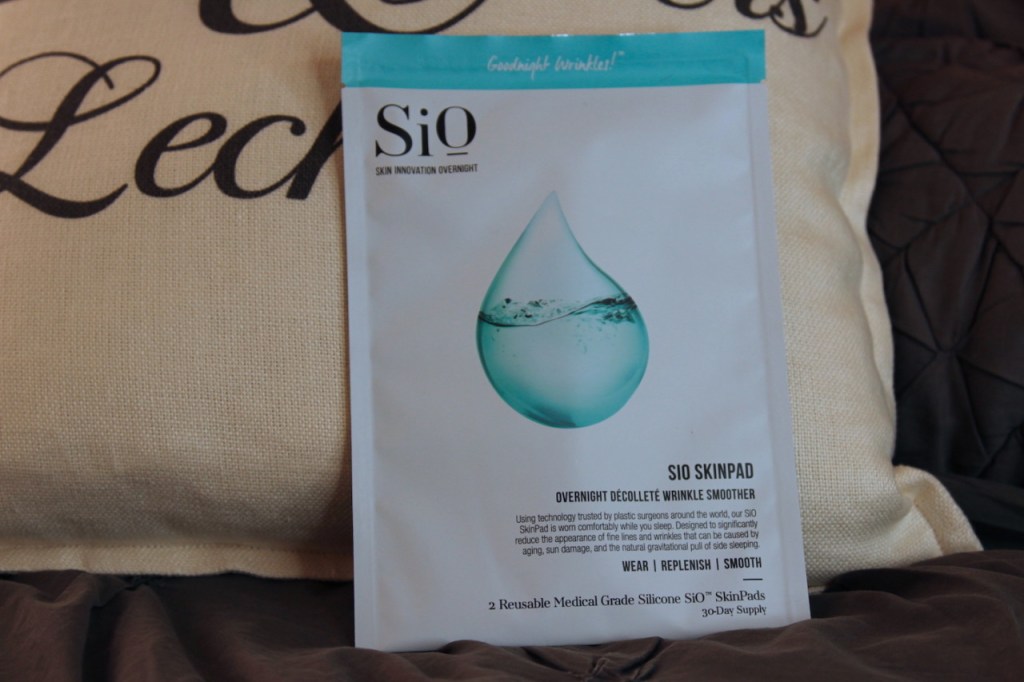 Goodnight Wrinkles!™
SiO
SKIN INNOVATION OVERNIGHT
SIO SKINPAD
OVERNIGHT DÉCOLLETÉ WRINKLE SMOOTHER
Using technology trusted by plastic surgeons around the world, our SiO
SkinPad is worn comfortably while you sleep. Designed to significantly
reduce the appearance of fine lines and wrinkles that can be caused by
aging, sun damage, and the natural gravitational pull of side sleeping.
WEAR | REPLENISH | SMOOTH
2 Reusable Medical Grade Silicone SiO™ SkinPads
30-Day Supply